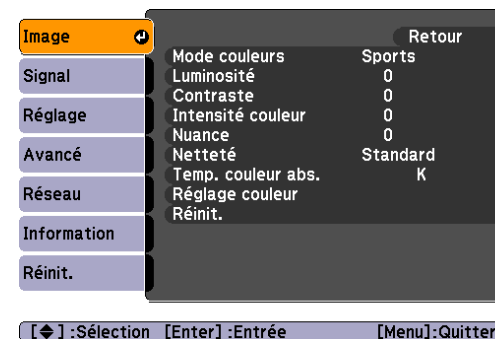 Image
Signal
Réglage
Avancé
Réseau
Information
Réinit.
Retour
Mode couleurs Sports
Luminosité 0
Contraste 0
Intensité couleur 0
Nuance 0
Netteté Standard
Temp. couleur abs. K
Réglage couleur
Réinit.
[◆] :Sélection [Enter] :Entrée [Menu]:Quitter